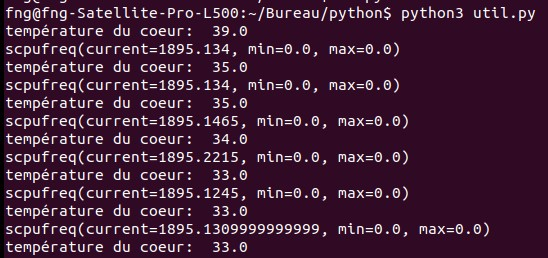 fng@fng-Satellite-Pro-L500:~/Bureau/python$ python3 util.py
température du coeur:  39.0
scpufreq(current=1895.134, min=0.0, max=0.0)
température du coeur:  35.0
scpufreq(current=1895.134, min=0.0, max=0.0)
température du coeur:  35.0
scpufreq(current=1895.1465, min=0.0, max=0.0)
température du coeur:  34.0
scpufreq(current=1895.2215, min=0.0, max=0.0)
température du coeur:  33.0
scpufreq(current=1895.1245, min=0.0, max=0.0)
température du coeur:  33.0
scpufreq(current=1895.1309999999999, min=0.0, max=0.0)
température du coeur:  33.0